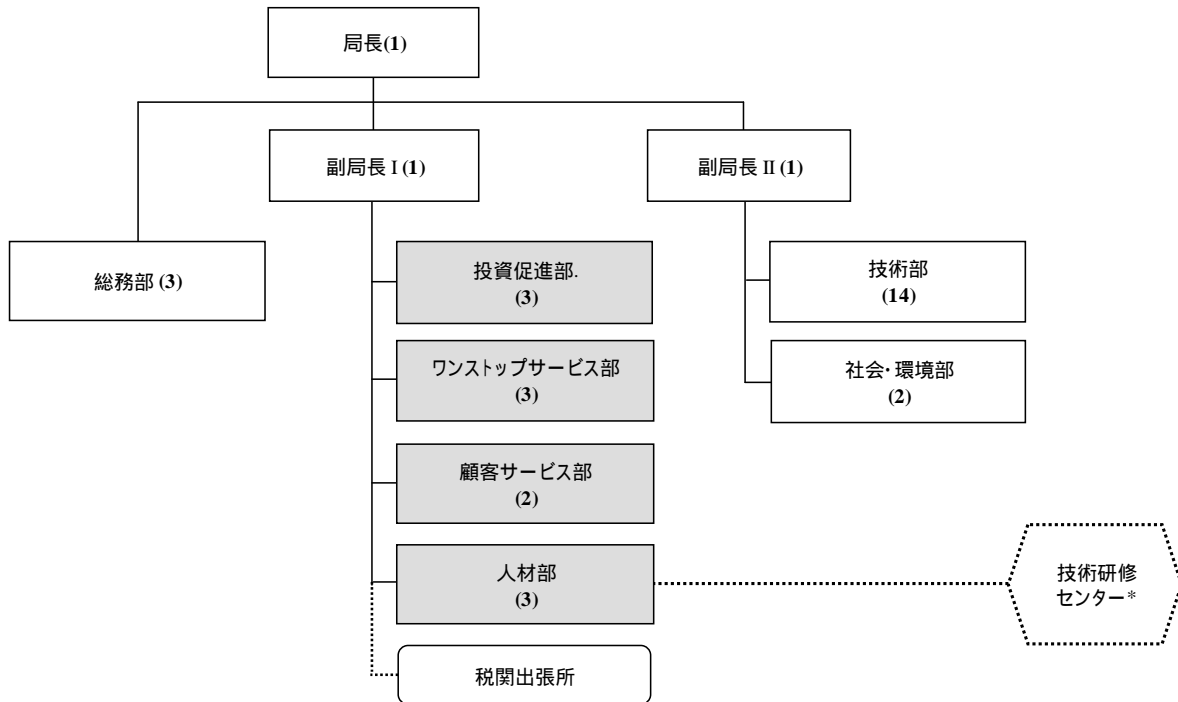 局長(1)
副局長 I (1)
副局長 II (1)
総務部 (3)
投資促進部.
(3)
ワンストップサービス部
(3)
顧客サービス部
(2)
人材部
(3)
税関出張所
技術部
(14)
社会・環境部
(2)
技術研修
センター*